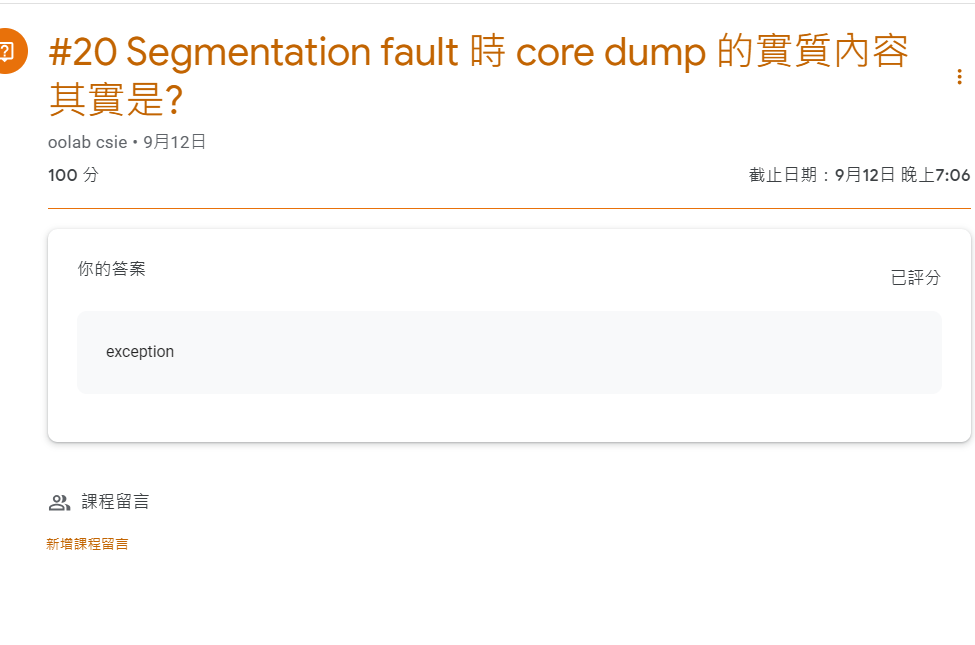 #20 Segmentation fault 時 core dump 的實質內容
其實是?
oolab csie • 9月12日
100 分
截止日期：9月12日 晚上7:06
你的答案
已評分
exception
課程留言
新增課程留言